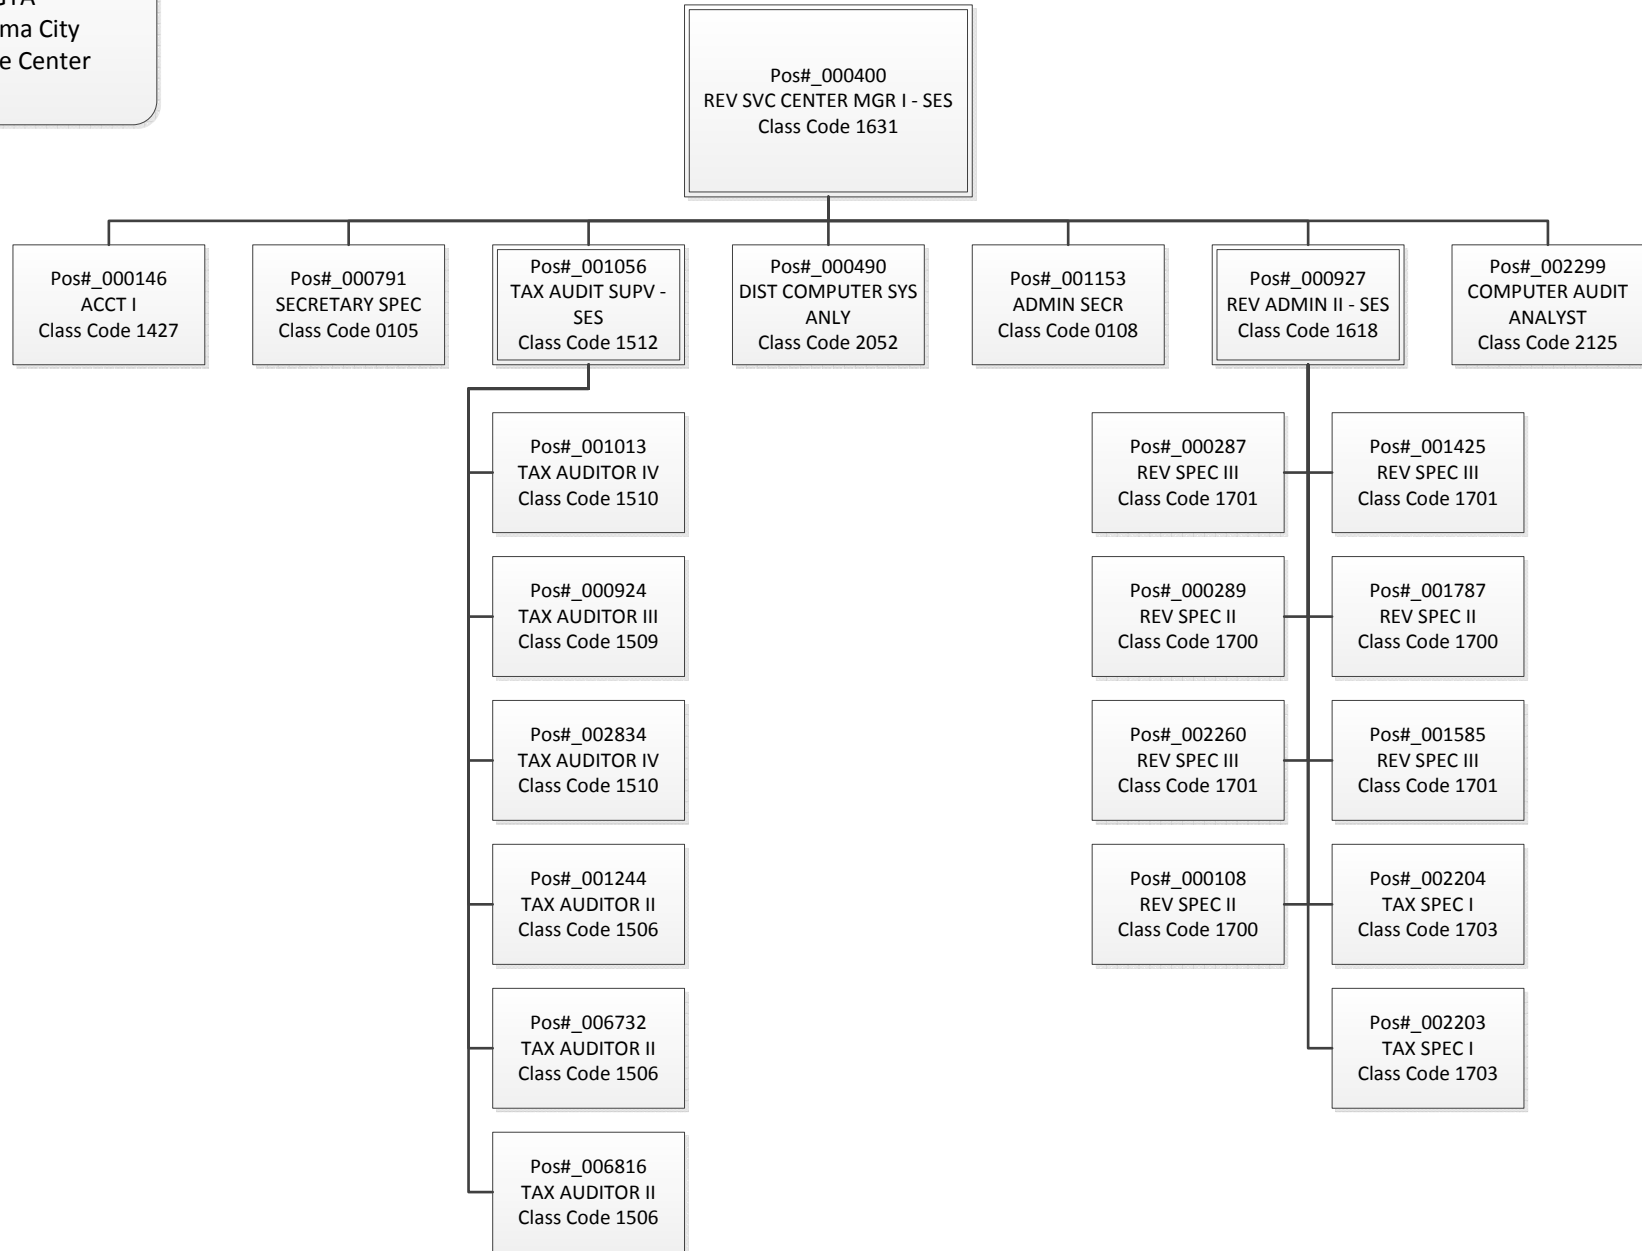 ma City
Center
Pos#_000400
REV SVC CENTER MGR I - SES
Class Code 1631
Pos#_000146
ACCT I
Class Code 1427
Pos#_000791
SECRETARY SPEC
Class Code 0105
Pos#_001056
TAX AUDIT SUPV -
SES
Class Code 1512
Pos#_000490
DIST COMPUTER SYS
ANLY
Class Code 2052
Pos#_001153
ADMIN SECR
Class Code 0108
Pos#_000927
REV ADMIN II - SES
Class Code 1618
Pos#_002299
COMPUTER AUDIT
ANALYST
Class Code 2125
Pos#_001013
TAX AUDITOR IV
Class Code 1510
Pos#_000924
TAX AUDITOR III
Class Code 1509
Pos#_002834
TAX AUDITOR IV
Class Code 1510
Pos#_001244
TAX AUDITOR II
Class Code 1506
Pos#_006732
TAX AUDITOR II
Class Code 1506
Pos#_006816
TAX AUDITOR II
Class Code 1506
Pos#_000287
REV SPEC III
Class Code 1701
Pos#_001425
REV SPEC III
Class Code 1701
Pos#_000289
REV SPEC II
Class Code 1700
Pos#_001787
REV SPEC II
Class Code 1700
Pos#_002260
REV SPEC III
Class Code 1701
Pos#_001585
REV SPEC III
Class Code 1701
Pos#_000108
REV SPEC II
Class Code 1700
Pos#_002204
TAX SPEC I
Class Code 1703
Pos#_002203
TAX SPEC I
Class Code 1703